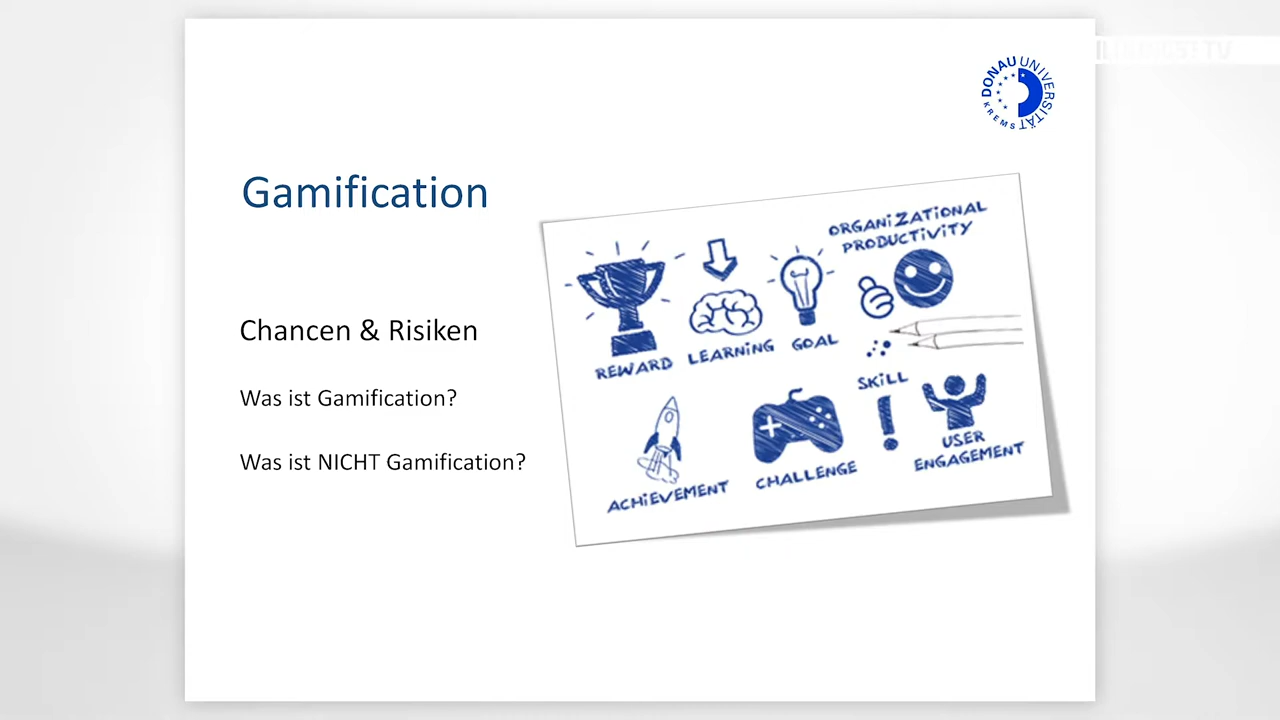 DONAU UNIVERSITÄT
KREMS
Gamification
Chancen & Risiken
Was ist Gamification?
Was ist NICHT Gamification?
ORGANiZATiONAL
PRODUCTiViTY
REWARD
LEARNiNG
GOAL
SKiLL
ACHiEVEMENT
CHALLENGE
USER
ENGAGEMENT